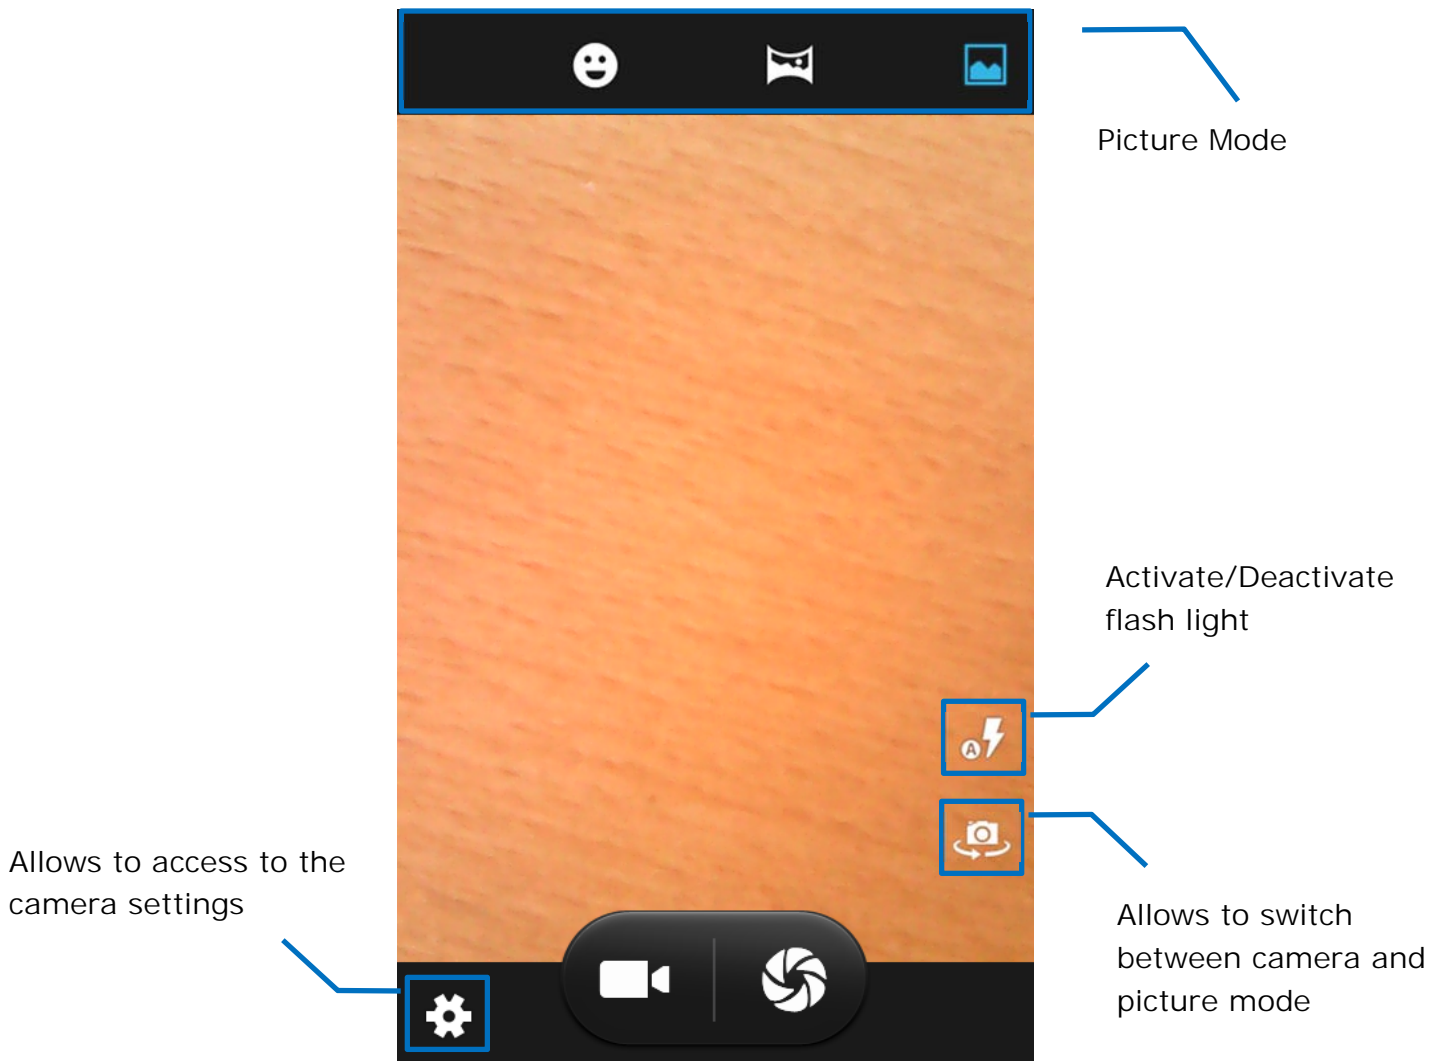 Picture Mode
Activate/Deactivate
flash light
A
Allows to access to the
camera settings
Allows to switch
between camera and
picture mode